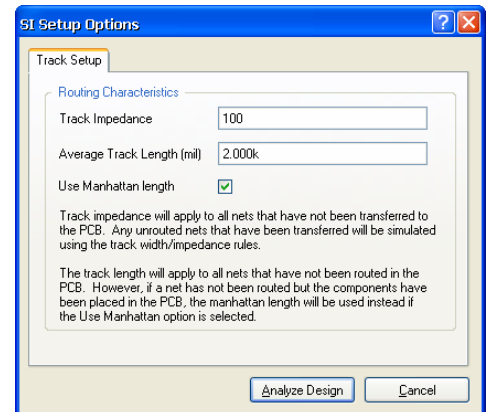 SI Setup Options
Track Setup
Routing Characteristics
Track Impedance 100
Average Track Length (mil) 2.000k
Use Manhattan length
Track impedance will apply to all nets that have not been transferred to
the PCB. Any unrouted nets that have been transferred will be simulated
using the track width/impedance rules.
The track length will apply to all nets that have not been routed in the
PCB. However, if a net has not been routed but the components have
been placed in the PCB, the manhattan length will be used instead if
the Use Manhattan option is selected.
Analyze Design Cancel